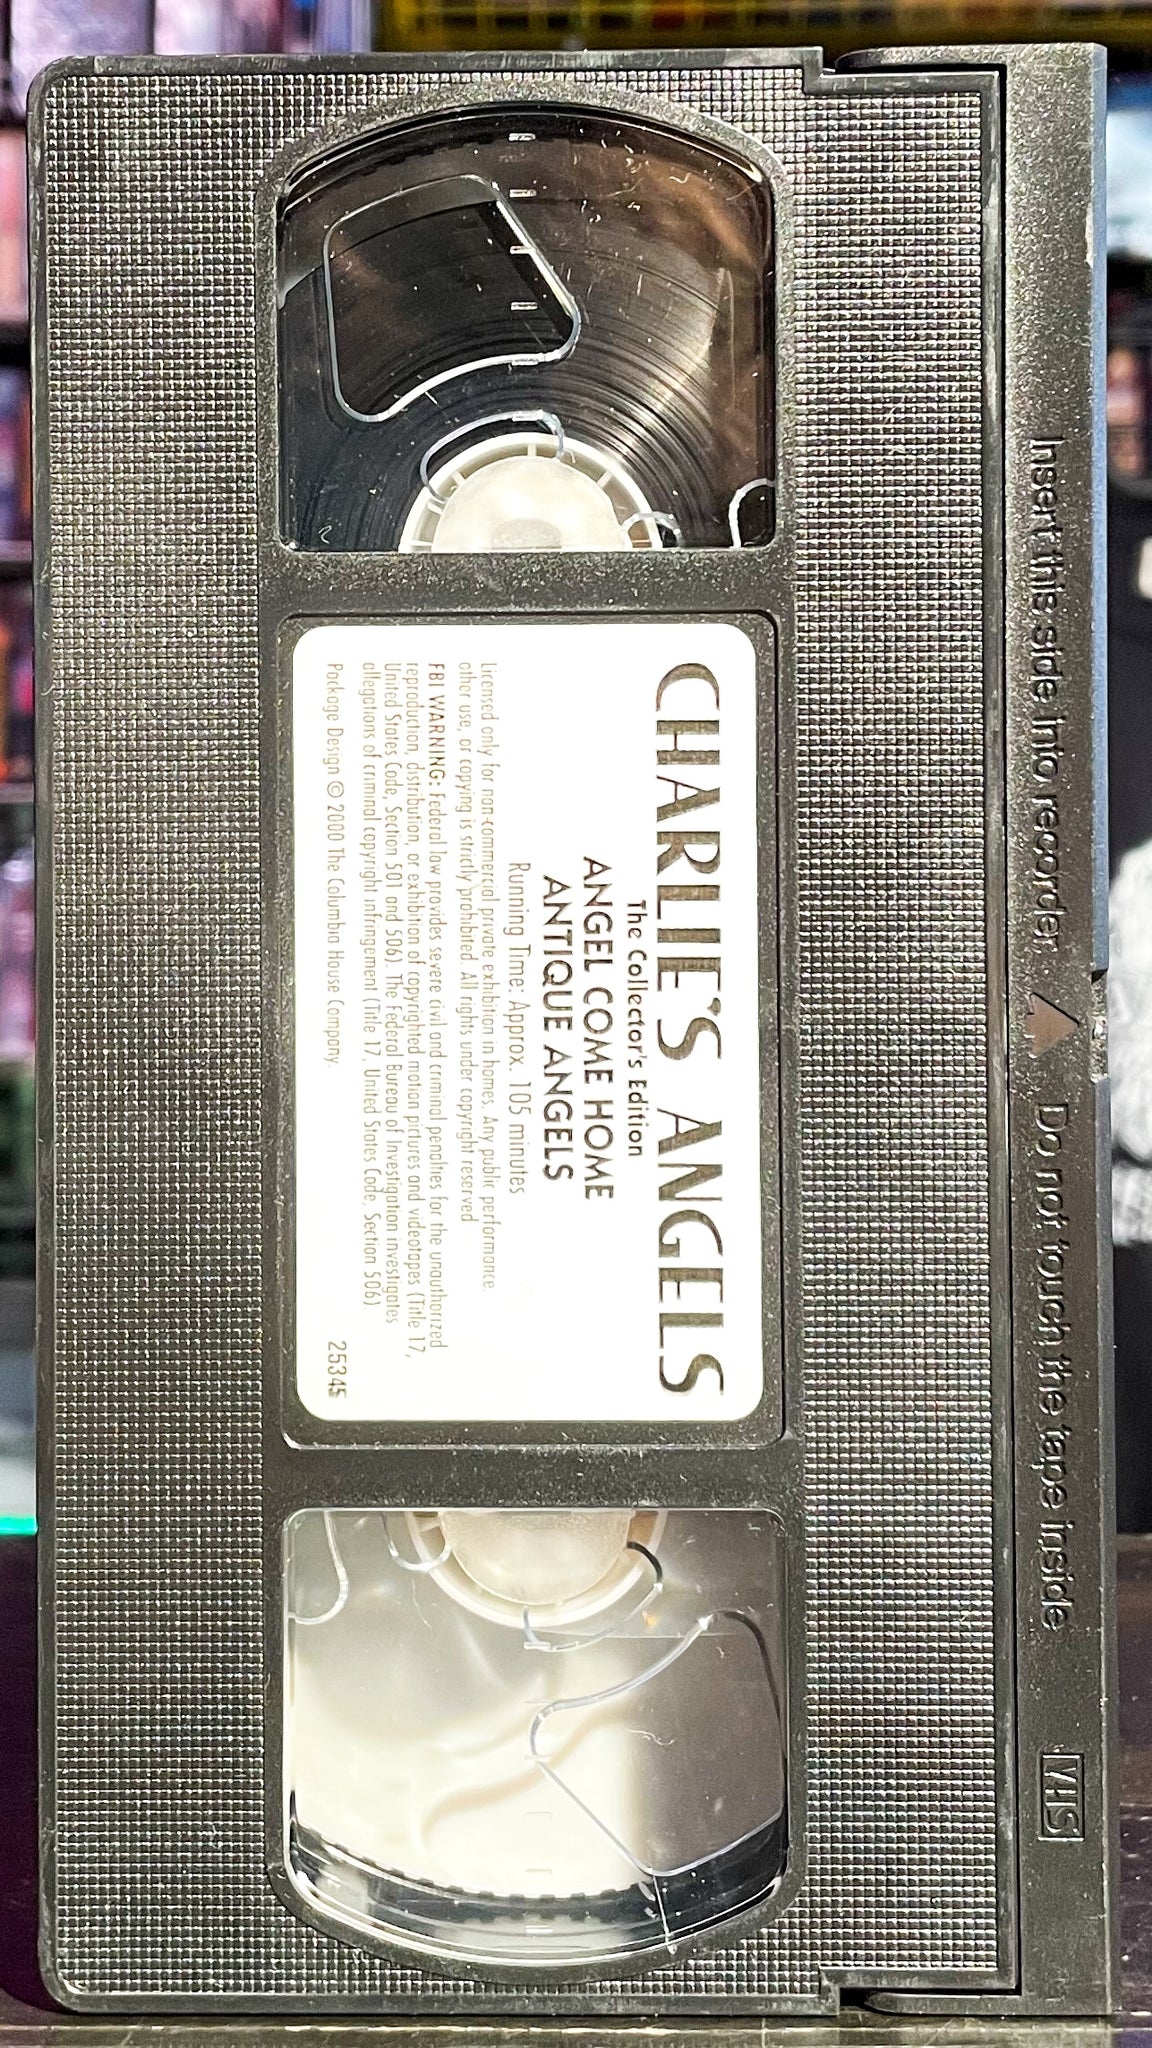 Insert this side into recorder △ Do not touch the tape inside
VHS
CHARLIE'S ANGELS
The Collector's Edition
ANGEL COME HOME
ANTIQUE ANGELS
Running Time: Approx. 105 minutes
Licensed only for non-commercial private exhibition in homes. Any public performance,
other use, or copying is strictly prohibited. All rights under copyright reserved
FBI WARNING: Federal law provides severe civil and criminal penalties for the unauthorized
reproduction, distribution, or exhibition of copyrighted motion pictures and videotapes (Title 17,
United States Code, Section 501 and 506). The Federal Bureau of Investigation investigates
allegations of criminal copyright infringement (Title 17, United States Code, Section 506)
Package Design © 2000 The Columbia House Company.
25345